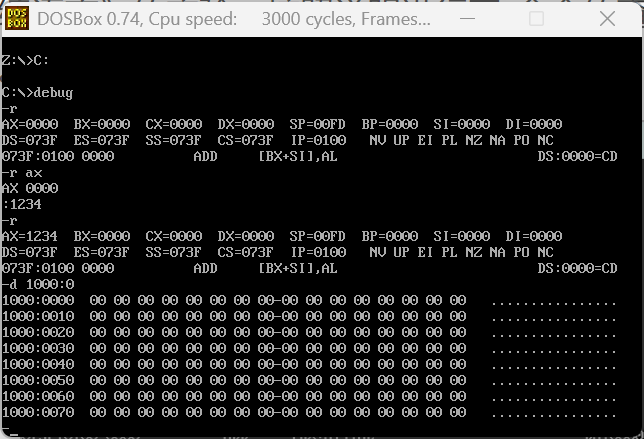 DOS BOX
DOSBox 0.74, Cpu speed: 3000 cycles, Frames...
Z:\>C:
C:\>debug
-r
AX=0000 BX=0000 CX=0000 DX=0000 SP=00FD BP=0000 SI=0000 DI=0000
DS=073F ES=073F SS=073F CS=073F IP=0100 NV UP EI PL NZ NA PO NC
073F:0100 0000 ADD [BX+SI],AL DS:0000=CD
-r ax
AX 0000
:1234
-r
AX=1234 BX=0000 CX=0000 DX=0000 SP=00FD BP=0000 SI=0000 DI=0000
DS=073F ES=073F SS=073F CS=073F IP=0100 NV UP EI PL NZ NA PO NC
073F:0100 0000 ADD [BX+SI],AL DS:0000=CD
-d 1000:0
1000:0000 00 00 00 00 00 00 00 00-00 00 00 00 00 00 00 00 ................
1000:0010 00 00 00 00 00 00 00 00-00 00 00 00 00 00 00 00 ................
1000:0020 00 00 00 00 00 00 00 00-00 00 00 00 00 00 00 00 ................
1000:0030 00 00 00 00 00 00 00 00-00 00 00 00 00 00 00 00 ................
1000:0040 00 00 00 00 00 00 00 00-00 00 00 00 00 00 00 00 ................
1000:0050 00 00 00 00 00 00 00 00-00 00 00 00 00 00 00 00 ................
1000:0060 00 00 00 00 00 00 00 00-00 00 00 00 00 00 00 00 ................
1000:0070 00 00 00 00 00 00 00 00-00 00 00 00 00 00 00 00 ................
-